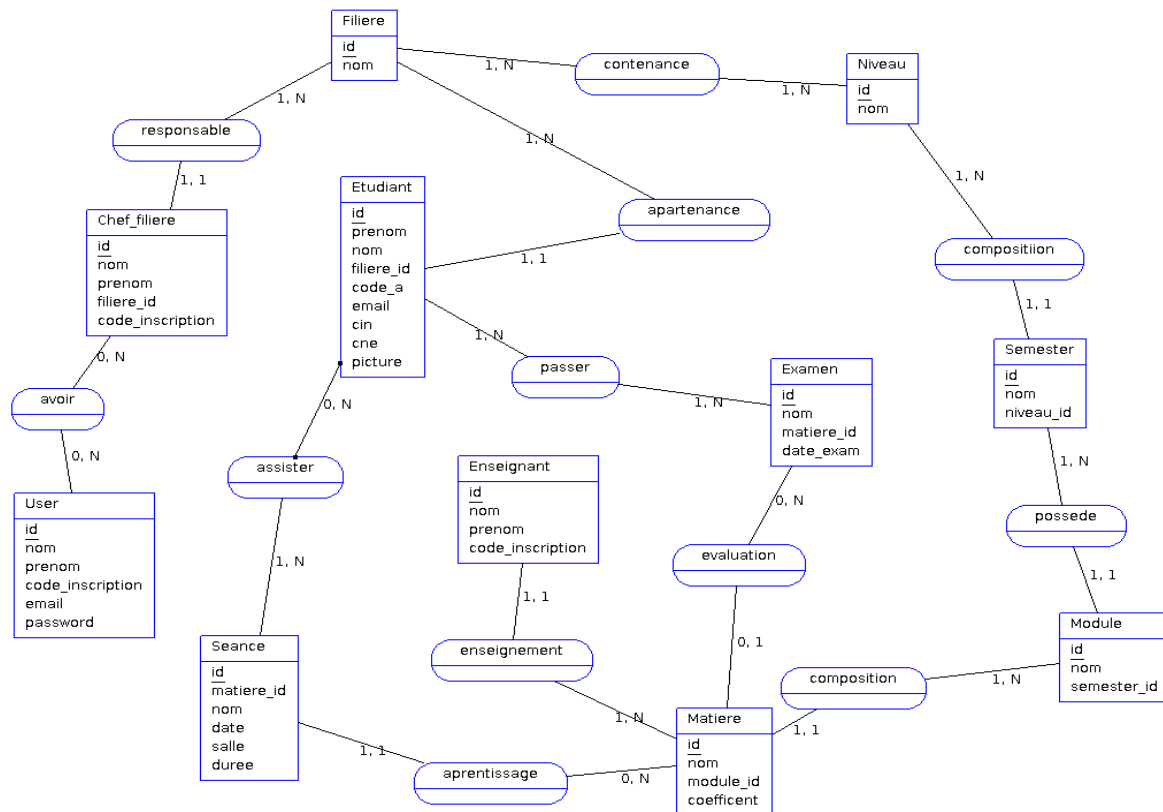 Filiere
id
nom
1, N
contenance
1, N
Niveau
id
nom
1, N
responsable
1, 1
1, N
apartenance
1, 1
1, N
compositiion
1, 1
Etudiant
id
prenom
nom
filiere_id
code_a
email
cin
cne
picture
Chef_filiere
id
nom
prenom
filiere_id
code_inscription
0, N
avoir
0, N
User
id
nom
prenom
code_inscription
email
password
1, N
passer
1, N
Examen
id
nom
matiere_id
date_exam
Semester
id
nom
niveau_id
0, N
assister
1, N
Enseignant
id
nom
prenom
code_inscription
1, 1
enseignement
1, N
0, N
evaluation
0, 1
1, N
possede
1, 1
Module
id
nom
semester_id
1, N
composition
1, 1
Seance
id
matiere_id
nom
date
salle
duree
1, 1
aprentissage
0, N
Matiere
id
nom
module_id
coefficent